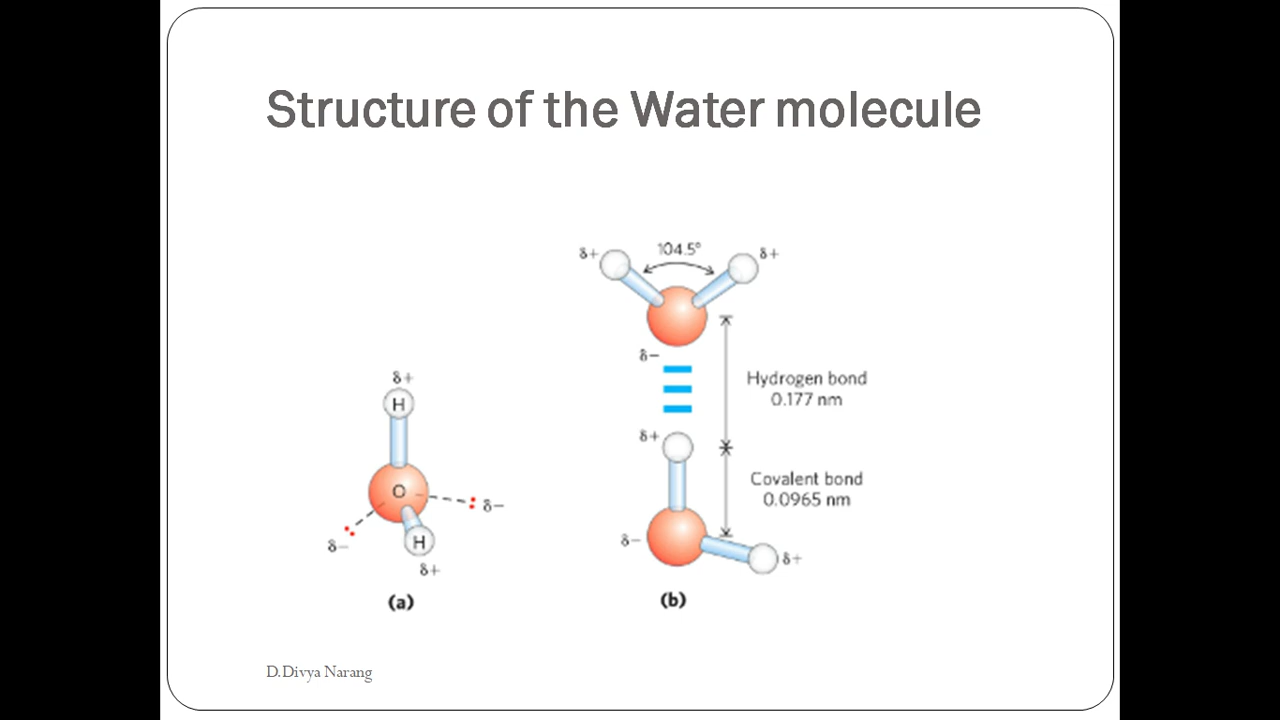 Structure of the Water molecule
δ+
H
O
δ−
δ−
H
δ+
(a)
δ+
104.5°
δ+
δ−
Hydrogen bond
0.177 nm
δ+
Covalent bond
0.0965 nm
δ−
δ+
(b)
D.Divya Narang